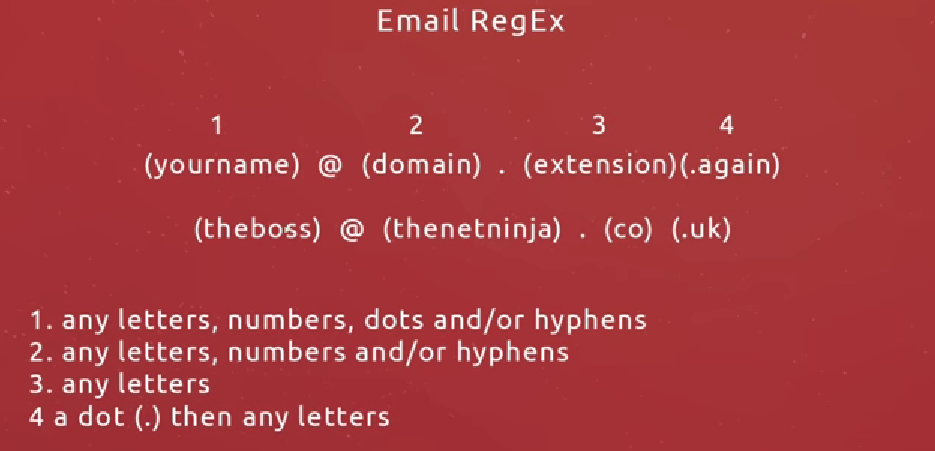 Email RegEx
1 2 3 4
(yourname) @ (domain) . (extension)(.again)
(theboss) @ (thenetninja) . (co) (.uk)
1. any letters, numbers, dots and/or hyphens
2. any letters, numbers and/or hyphens
3. any letters
4 a dot (.) then any letters